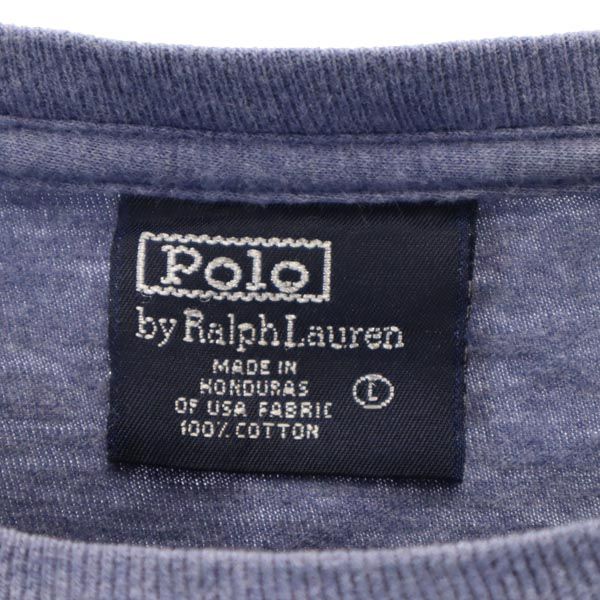 Polo
by Ralph Lauren
MADE IN
HONDURAS
OF USA FABRIC
100% COTTON
L